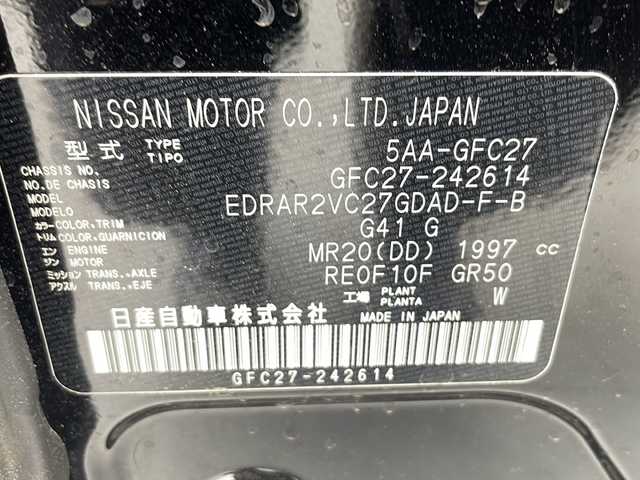 NISSAN MOTOR CO.,LTD.JAPAN
型式 TYPE TIPO 5AA-GFC27
CHASSIS NO. NO.DE CHASIS GFC27-242614
MODEL MODELO EDRAR2VC27GDAD-F-B
カラー COLOR,TRIM トリム COLOR,GUARNICION G41 G
エン ENGINE ジン MOTOR MR20(DD) 1997 cc
ミッション TRANS.,AXLE アクスル TRANS.,EJE RE0F10F GR50
工場 PLANT PLANTA W
日産自動車株式会社 MADE IN JAPAN
GFC27-242614